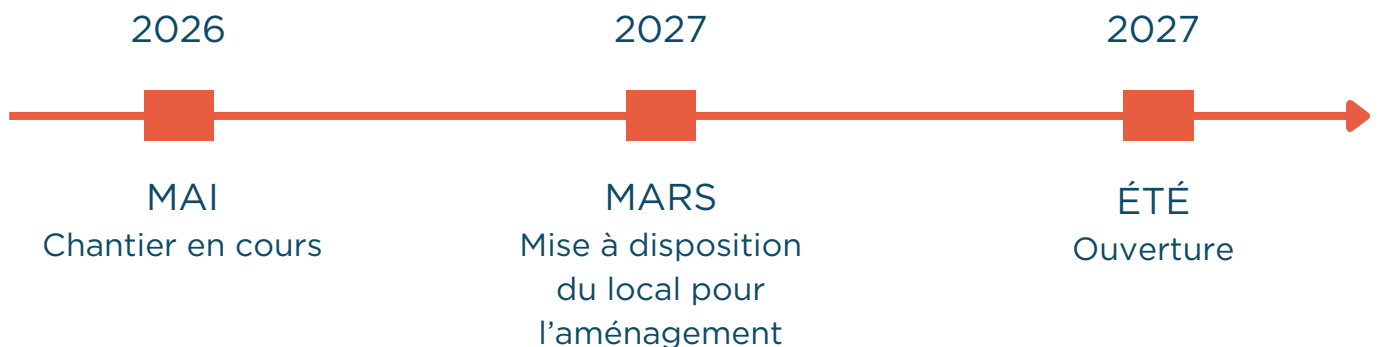 2026
2027
2027
MAI
Chantier en cours
MARS
Mise à disposition
du local pour
l'aménagement
ÉTÉ
Ouverture